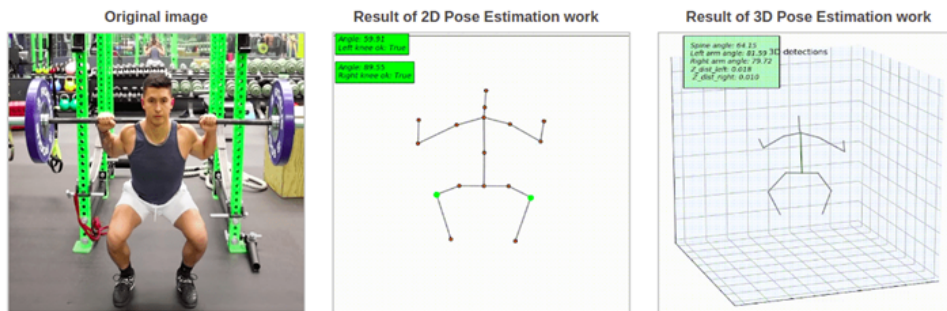 Original image
Result of 2D Pose Estimation work
Result of 3D Pose Estimation work
Angle: 59.91
Left knee ok: True
Angle: 89.55
Right knee ok: True
Spine angle: 64.15
Left arm angle: 81.59
3D detections
Right arm angle: 79.72
Z_dist_left: 0.018
Z_dist_right: 0.010